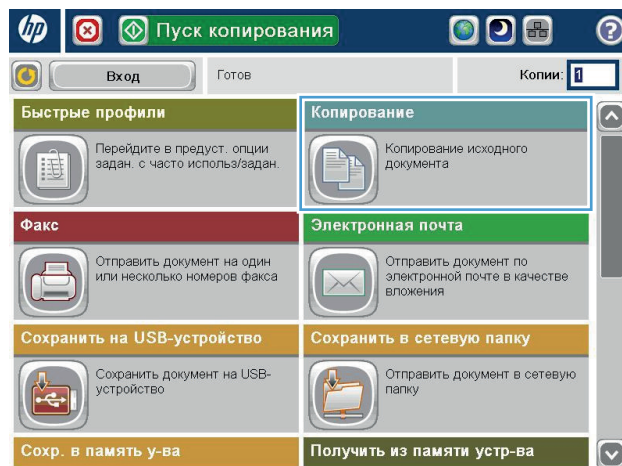 hp
Пуск копирования
?
Вход
Готов
Копии: 1
Быстрые профили
Перейдите в предуст. опции
задан. с часто использ/задан.
Копирование
Копирование исходного
документа
Факс
Отправить документ на один
или несколько номеров факса
Электронная почта
Отправить документ по
электронной почте в качестве
вложения
Сохранить на USB-устройство
Сохранить документ на USB-
устройство
Сохранить в сетевую папку
Отправить документ в сетевую
папку
Сохр. в память у-ва
Получить из памяти устр-ва